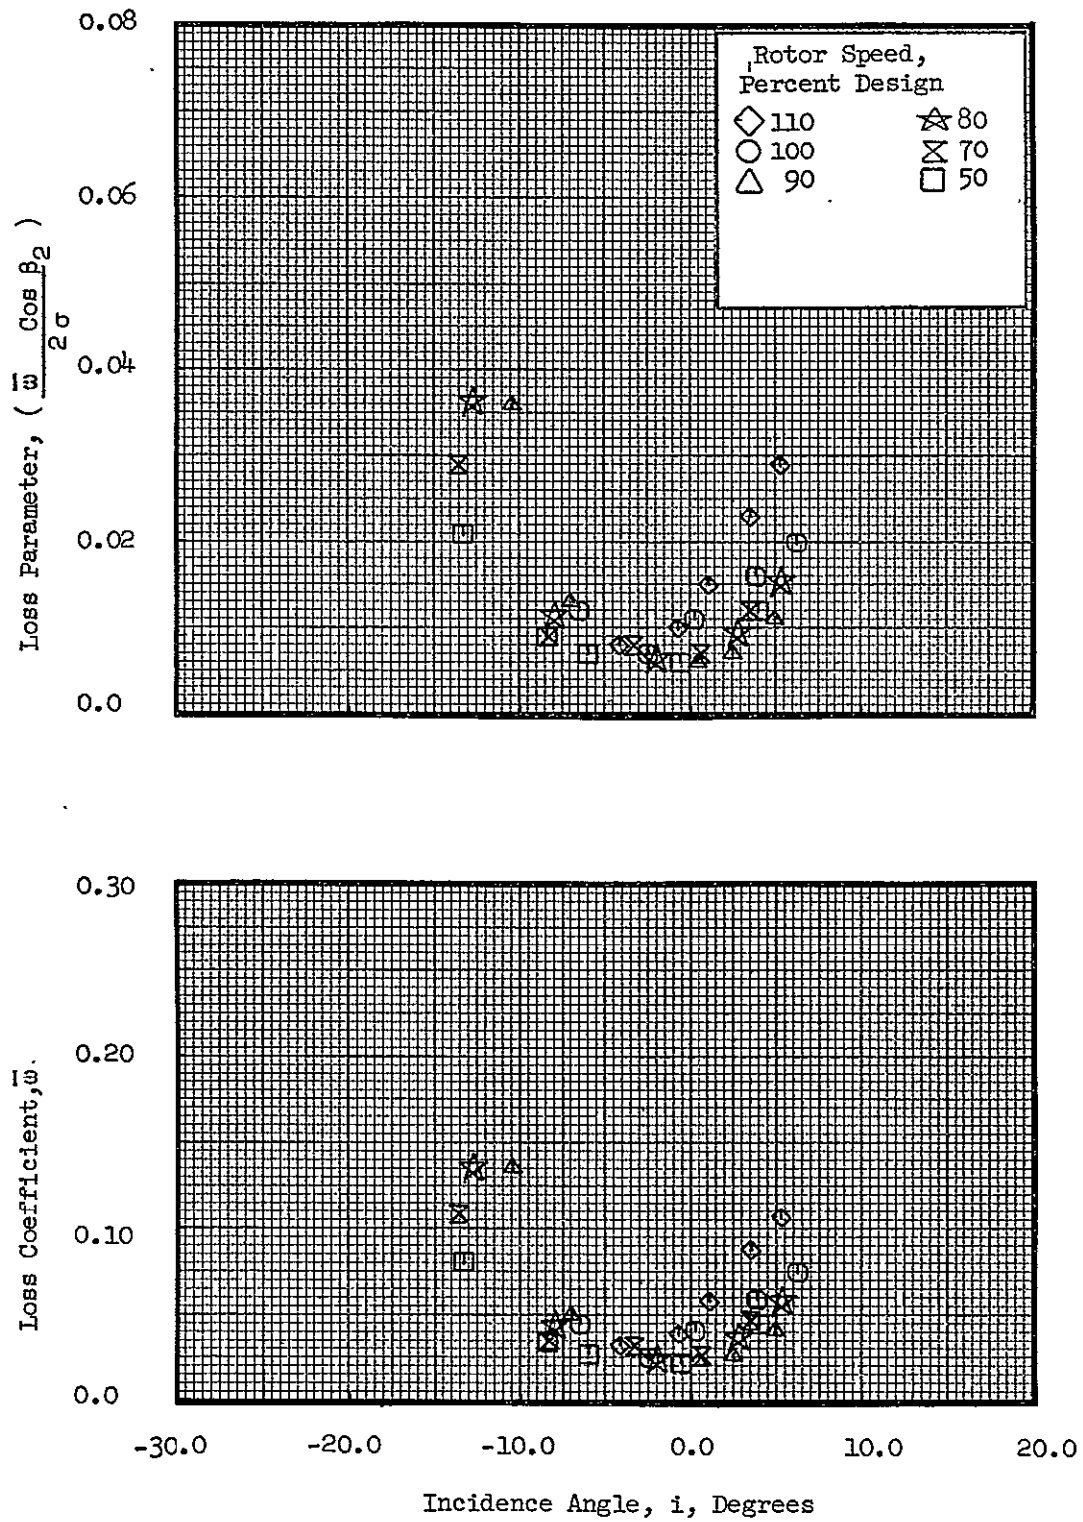 0.08
0.06
0.04
0.02
0.0
Loss Parameter, ( ω̅ Cos β2 / 2 σ )
Rotor Speed,
Percent Design
110
80
100
70
90
50
0.30
0.20
0.10
0.0
Loss Coefficient, ω̅
-30.0 -20.0 -10.0 0.0 10.0 20.0
Incidence Angle, i, Degrees